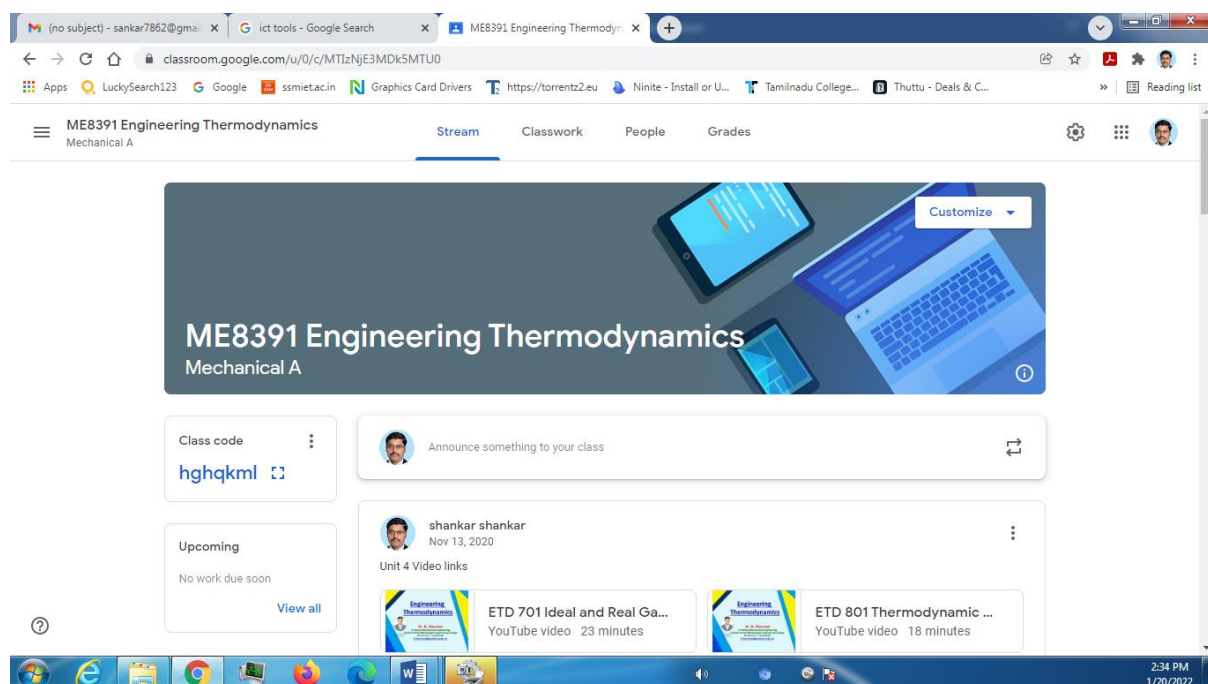 (no subject) - sankar7862@gmai
ict tools - Google Search
ME8391 Engineering Thermodyn
classroom.google.com/u/0/c/MTIzNjE3MDk5MTU0
Apps LuckySearch123 Google ssmiet.ac.in Graphics Card Drivers https://torrentz2.eu Ninite - Install or U... Tamilnadu College... Thuttu - Deals & C... » Reading list
ME8391 Engineering Thermodynamics
Mechanical A
Stream Classwork People Grades
Customize
ME8391 Engineering Thermodynamics
Mechanical A
Class code
hghqkml
Announce something to your class
Upcoming
No work due soon
View all
shankar shankar
Nov 13, 2020
Unit 4 Video links
Engineering
Thermodynamics
ETD 701 Ideal and Real Ga...
YouTube video 23 minutes
Engineering
Thermodynamics
ETD 801 Thermodynamic ...
YouTube video 18 minutes
2:34 PM
1/20/2022